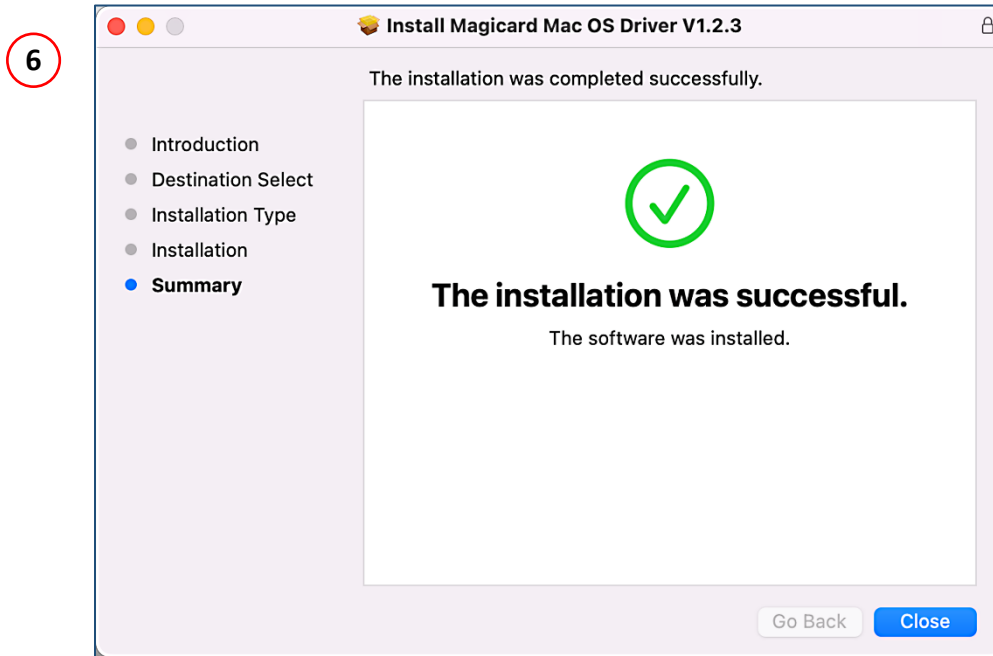 6
Install Magicard Mac OS Driver V1.2.3
The installation was completed successfully.
Introduction
Destination Select
Installation Type
Installation
Summary
The installation was successful.
The software was installed.
Go Back
Close